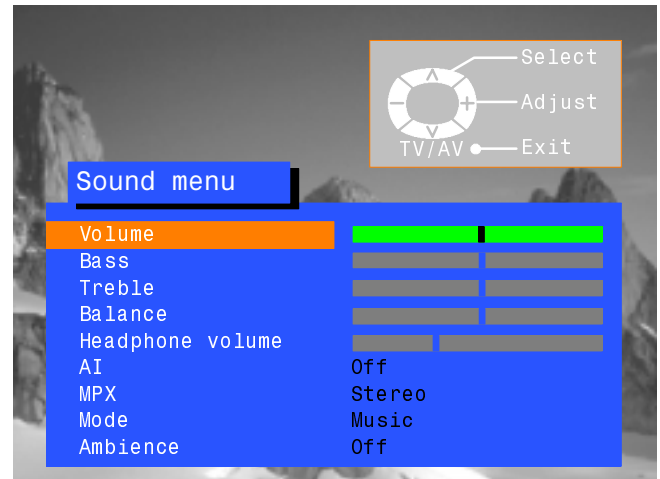 Select
Adjust
TV/AV Exit
Sound menu
Volume
Bass
Treble
Balance
Headphone volume
AI Off
MPX Stereo
Mode Music
Ambience Off